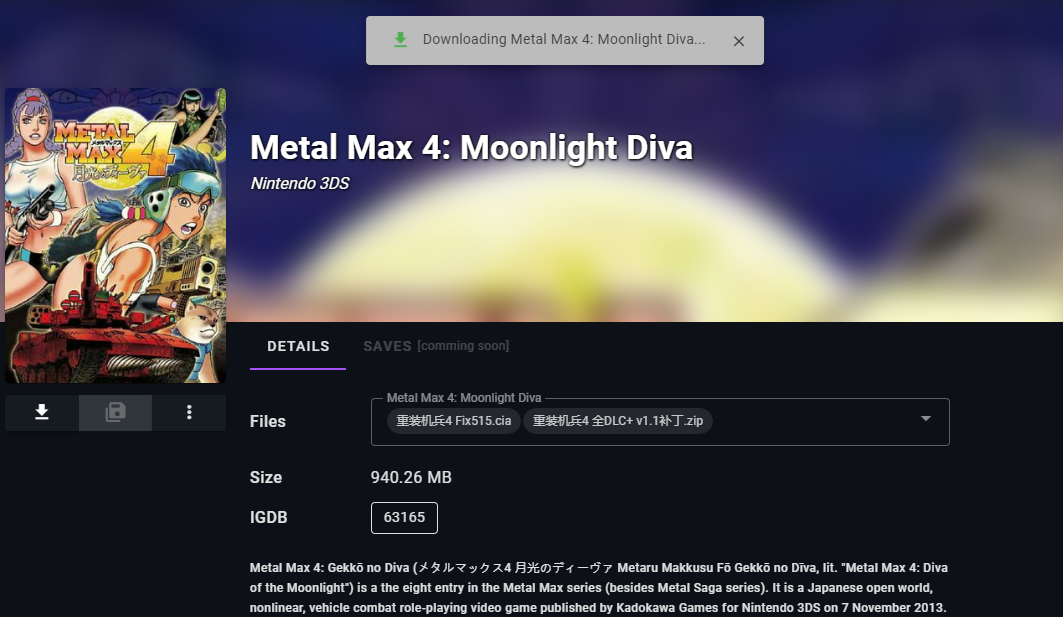 Downloading Metal Max 4: Moonlight Diva...
METAL
メタルマックス
MAX 4
月光のディーヴァ
Metal Max 4: Moonlight Diva
Nintendo 3DS
DETAILS
SAVES [comming soon]
Files
Metal Max 4: Moonlight Diva
重装机兵4 Fix515.cia
重装机兵4 全DLC+ v1.1补丁.zip
Size
940.26 MB
IGDB
63165
Metal Max 4: Gekkō no Diva (メタルマックス4 月光のディーヴァ Metaru Makkusu Fō Gekkō no Dīva, lit. "Metal Max 4: Diva
of the Moonlight") is a the eight entry in the Metal Max series (besides Metal Saga series). It is a Japanese open world,
nonlinear, vehicle combat role-playing video game published by Kadokawa Games for Nintendo 3DS on 7 November 2013.